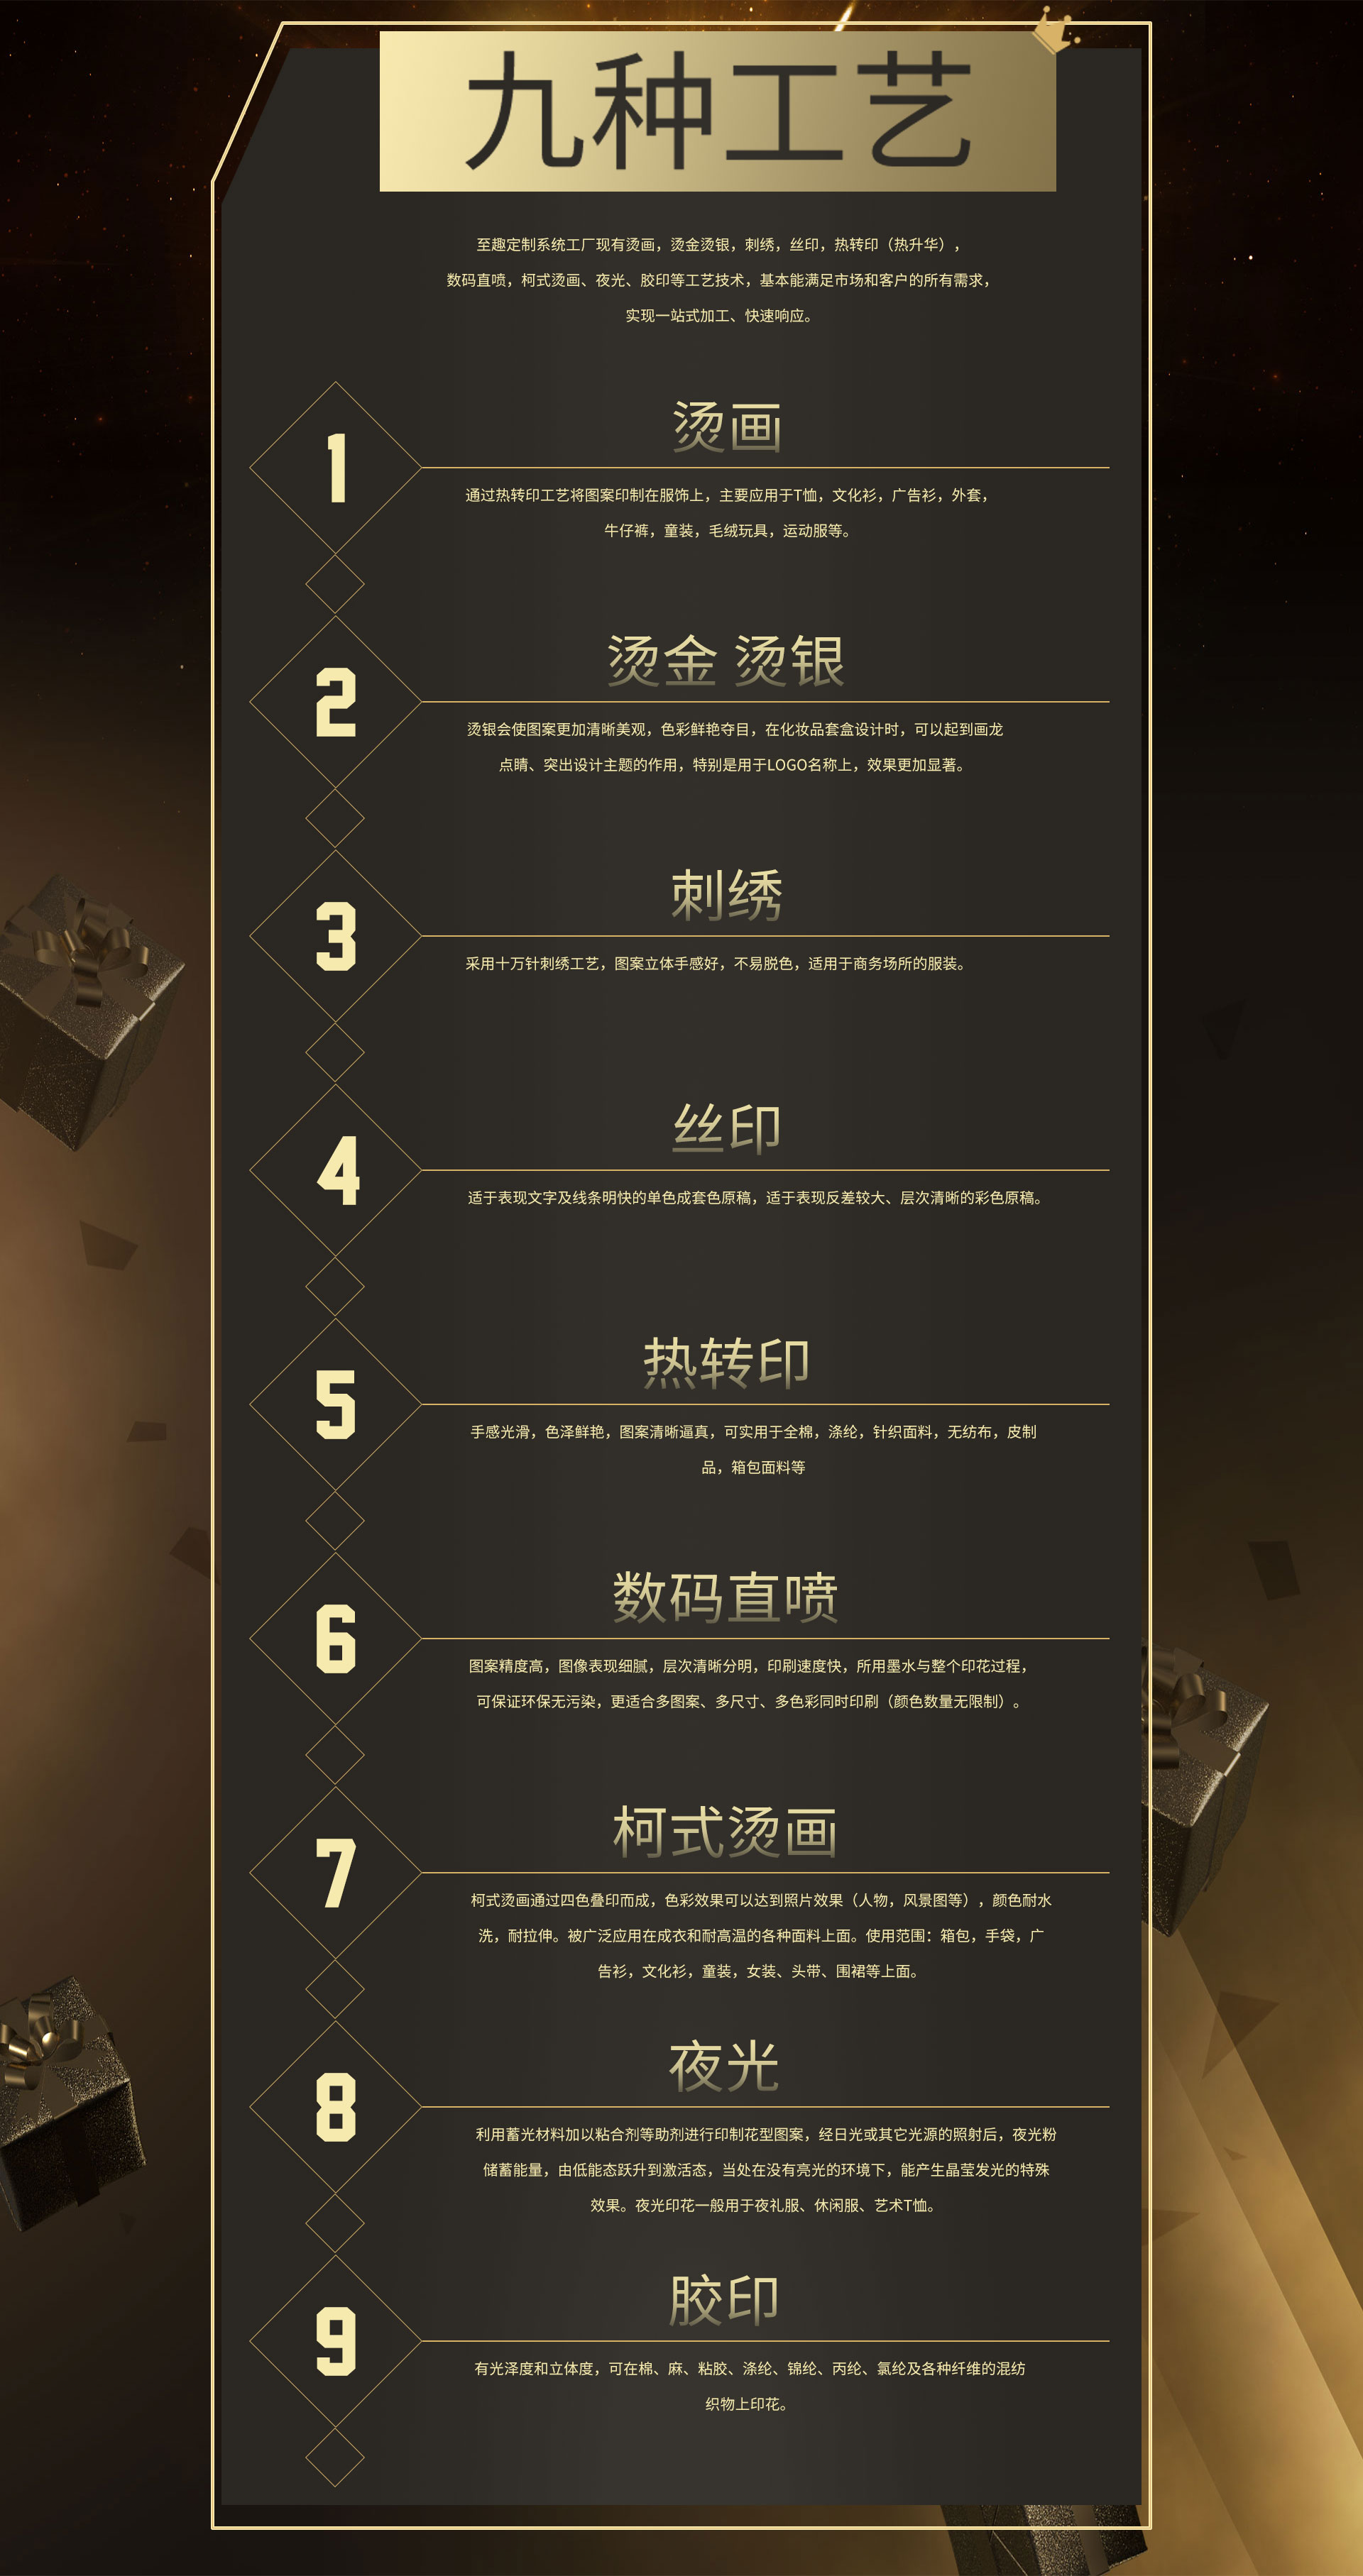 九种工艺
至趣定制系统工厂现有烫画，烫金烫银，刺绣，丝印，热转印（热升华），
数码直喷，柯式烫画、夜光、胶印等工艺技术，基本能满足市场和客户的所有需求，
实现一站式加工、快速响应。
1
烫画
通过热转印工艺将图案印制在服饰上，主要应用于T恤，文化衫，广告衫，外套，
牛仔裤，童装，毛绒玩具，运动服等。
2
烫金 烫银
烫银会使图案更加清晰美观，色彩鲜艳夺目，在化妆品套盒设计时，可以起到画龙
点睛、突出设计主题的作用，特别是用于LOGO名称上，效果更加显著。
3
刺绣
采用十万针刺绣工艺，图案立体手感好，不易脱色，适用于商务场所的服装。
4
丝印
适于表现文字及线条明快的单色成套色原稿，适于表现反差较大、层次清晰的彩色原稿。
5
热转印
手感光滑，色泽鲜艳，图案清晰逼真，可实用于全棉，涤纶，针织面料，无纺布，皮制
品，箱包面料等
6
数码直喷
图案精度高，图像表现细腻，层次清晰分明，印刷速度快，所用墨水与整个印花过程，
可保证环保无污染，更适合多图案、多尺寸、多色彩同时印刷（颜色数量无限制）。
7
柯式烫画
柯式烫画通过四色叠印而成，色彩效果可以达到照片效果（人物，风景图等），颜色耐水
洗，耐拉伸。被广泛应用在成衣和耐高温的各种面料上面。使用范围：箱包，手袋，广
告衫，文化衫，童装，女装、头带、围裙等上面。
8
夜光
利用蓄光材料加以粘合剂等助剂进行印制花型图案，经日光或其它光源的照射后，夜光粉
储蓄能量，由低能态跃升到激活态，当处在没有亮光的环境下，能产生晶莹发光的特殊
效果。夜光印花一般用于夜礼服、休闲服、艺术T恤。
9
胶印
有光泽度和立体度，可在棉、麻、粘胶、涤纶、锦纶、丙纶、氯纶及各种纤维的混纺
织物上印花。